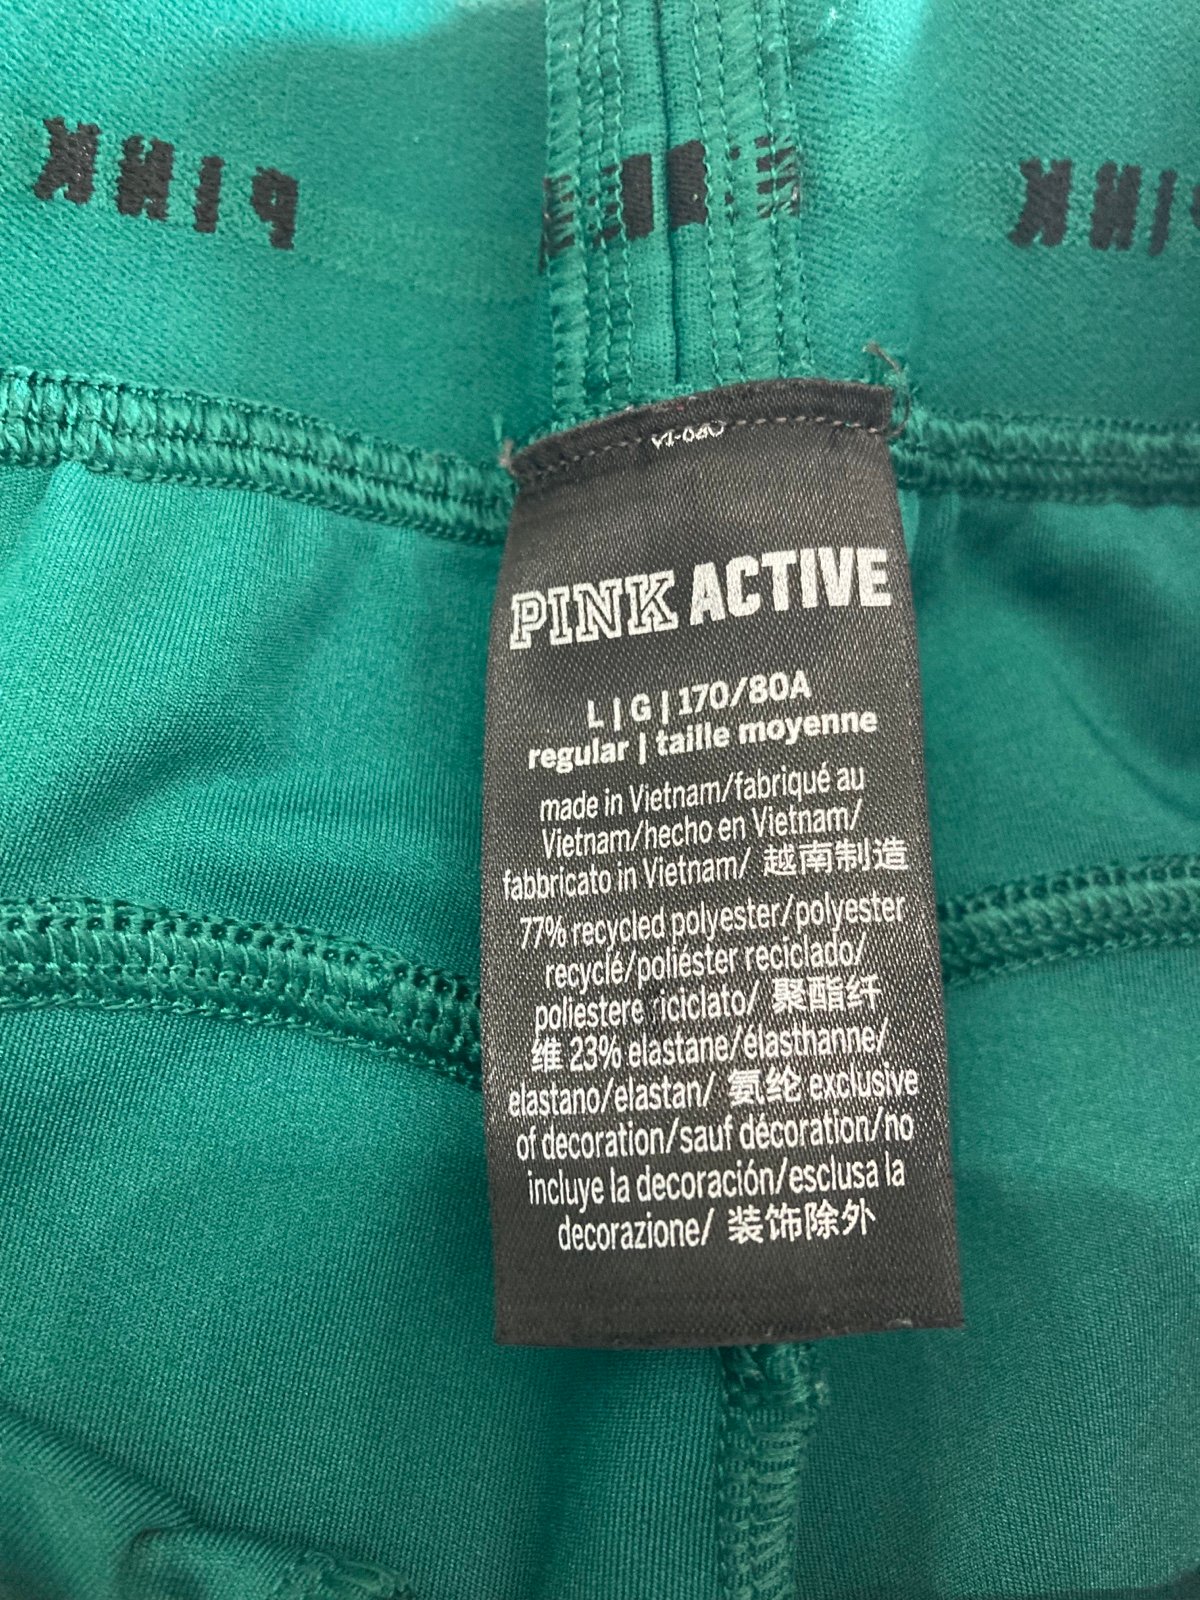 PINK
PINK
PINK ACTIVE
L | G | 170/80A
regular | taille moyenne
made in Vietnam/fabriqué au
Vietnam/hecho en Vietnam/
fabbricato in Vietnam/ 越南制造
77% recycled polyester/polyester
recyclé/poliéster reciclado/
poliestere riciclato/ 聚酯纤
维 23% elastane/élasthanne/
elastano/elastan/ 氨纶 exclusive
of decoration/sauf décoration/no
incluye la decoración/esclusa la
decorazione/ 装饰除外